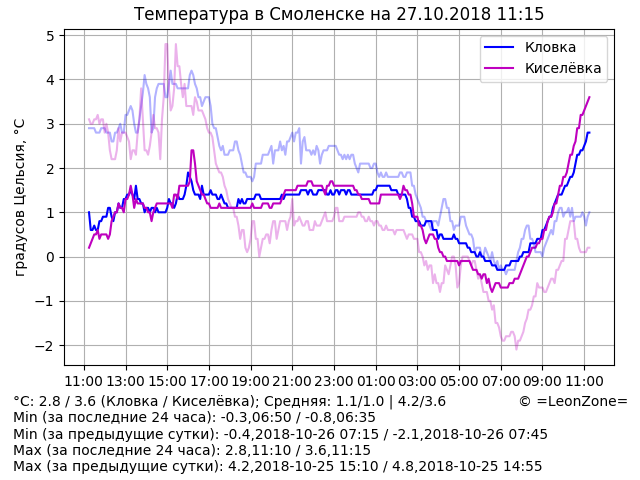 Температура в Смоленске на 27.10.2018 11:15
Кловка
Киселёвка
градусов Цельсия, °C
5
4
3
2
1
0
−1
−2
11:00 13:00 15:00 17:00 19:00 21:00 23:00 01:00 03:00 05:00 07:00 09:00 11:00
°C: 2.8 / 3.6 (Кловка / Киселёвка); Средняя: 1.1/1.0 | 4.2/3.6 © =LeonZone=
Min (за последние 24 часа): -0.3,06:50 / -0.8,06:35
Min (за предыдущие сутки): -0.4,2018-10-26 07:15 / -2.1,2018-10-26 07:45
Max (за последние 24 часа): 2.8,11:10 / 3.6,11:15
Max (за предыдущие сутки): 4.2,2018-10-25 15:10 / 4.8,2018-10-25 14:55